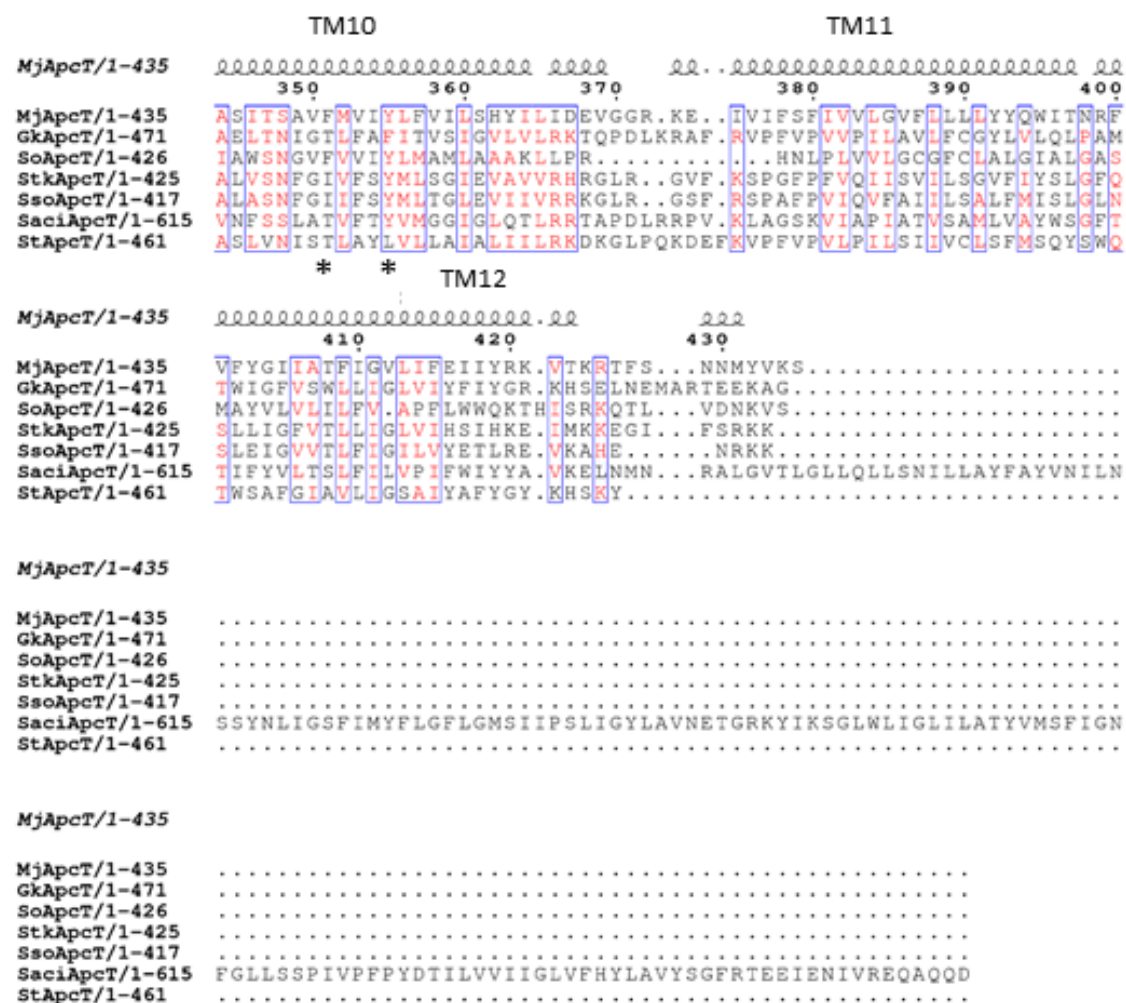 TM10 TM11
MjApcT/1-435
350 360 370 380 390 400
MjApcT/1-435 ASITSAVFMVIYLFVILSHYILIDEVGGR.KE..IVIFSFIVVLGVFLLLLYYQWITNRF
GkApcT/1-471 AELTNIGTLFAFITVSIGVLVLRKTQPDLKRAF.RVPFVPVVPILAVLFCGYLVLQLPAM
SoApcT/1-426 IAWSNGVFVVIYLMAMLAAAKLLPR............HNLPLVVLGCGFCLALGIALGAS
StkApcT/1-425 ALVSNFGIVFSYMLSGIEVAVVRHRGLR..GVF.KSPGFPFVQIISVILSGVFIYSLGFQ
SsoApcT/1-417 ALASNFGIIFSYMLTGLEVIIVRRKGLR..GSF.RSPAFPVIQVFAIILSALFMISLGLN
SaciApcT/1-615 VNFSSLATVFTYVMGGIGLQTLRRTAPDLRRPV.KLAGSKVIAPIATVSAMLVAYWSGFT
StApcT/1-461 ASLVNISTLAYLVLLAIALIILRKDKGLPQKDEFKVPFVPVLPILSIIVCLSFMSQYSWQ
* * TM12
MjApcT/1-435
410 420 430
MjApcT/1-435 VFYGIIATFIGVLIFEIIYRK.VTKRTFS...NNMYVKS.....................
GkApcT/1-471 TWIGFVSWLLIGLVIYFIYGR.KHSELNEMARTEEKAG......................
SoApcT/1-426 MAYVLVLILFV.APFLWWQKTHISRKQTL...VDNKVS......................
StkApcT/1-425 SLLIGFVTLLIGLVIHSIHKE.IMKKEGI...FSRKK.......................
SsoApcT/1-417 SLEIGVVTLFIGILVYETLRE.VKAHE.....NRKK........................
SaciApcT/1-615 TIFYVLTSLFILVPIFWIYYA.VKELNMN...RALGVTLGLLQLLSNILLAYFAYVNILN
StApcT/1-461 TWSAFGIAVLIGSAIYAFYGY.KHSKY.................................
MjApcT/1-435
MjApcT/1-435 ............................................................
GkApcT/1-471 ............................................................
SoApcT/1-426 ............................................................
StkApcT/1-425 ............................................................
SsoApcT/1-417 ............................................................
SaciApcT/1-615 SSYNLIGSFIMYFLGFLGMSIIPSLIGYLAVNETGRKYIKSGLWLIGLILATYVMSFIGN
StApcT/1-461 ............................................................
MjApcT/1-435
MjApcT/1-435 ..................................................
GkApcT/1-471 ..................................................
SoApcT/1-426 ..................................................
StkApcT/1-425 ..................................................
SsoApcT/1-417 ..................................................
SaciApcT/1-615 FGLLSSPIVPFPYDTILVVIIGLVFHYLAVYSGFRTEEIENIVREQAQQD
StApcT/1-461 ..................................................